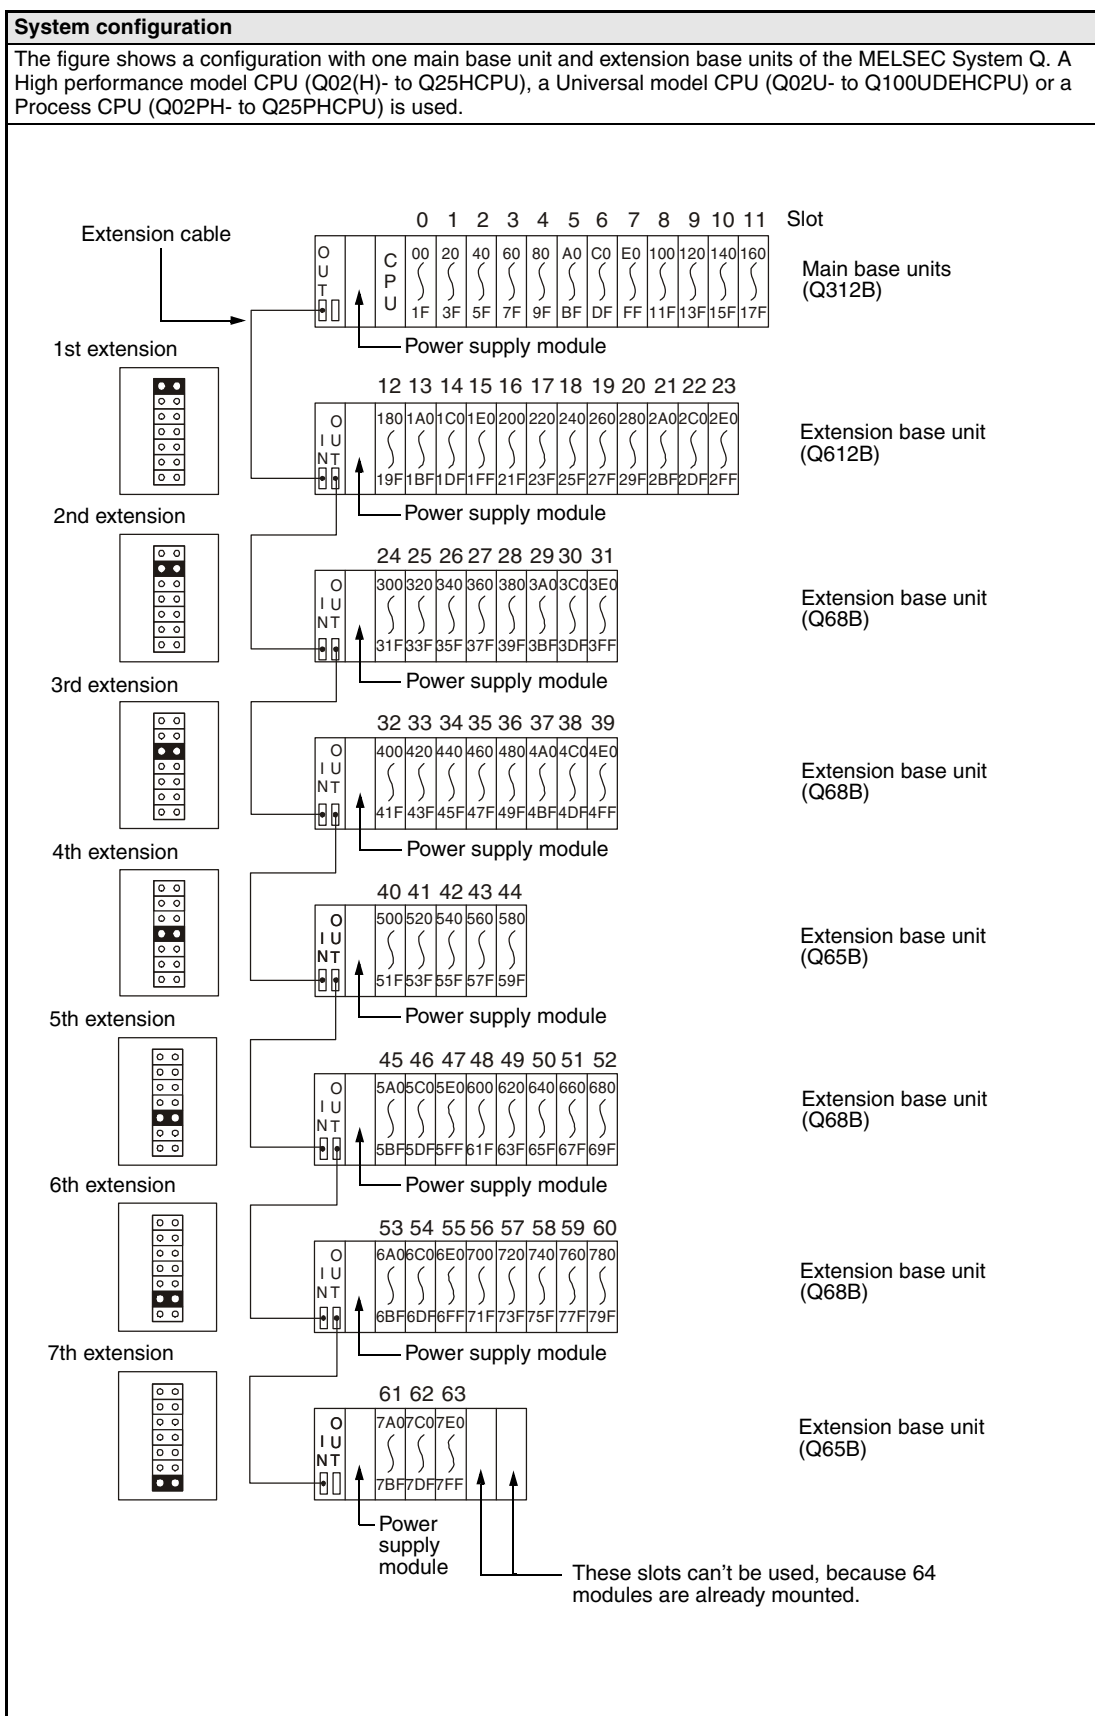 System configuration
The figure shows a configuration with one main base unit and extension base units of the MELSEC System Q. A
High performance model CPU (Q02(H)- to Q25HCPU), a Universal model CPU (Q02U- to Q100UDEHCPU) or a
Process CPU (Q02PH- to Q25PHCPU) is used.
0 1 2 3 4 5 6 7 8 9 10 11 Slot
Extension cable
OUT CPU 00 20 40 60 80 A0 C0 E0 100 120 140 160
1F 3F 5F 7F 9F BF DF FF 11F 13F 15F 17F
Main base units
(Q312B)
Power supply module
1st extension
12 13 14 15 16 17 18 19 20 21 22 23
IN OUT 180 1A0 1C0 1E0 200 220 240 260 280 2A0 2C0 2E0
19F 1BF 1DF 1FF 21F 23F 25F 27F 29F 2BF 2DF 2FF
Extension base unit
(Q612B)
Power supply module
2nd extension
24 25 26 27 28 29 30 31
IN OUT 300 320 340 360 380 3A0 3C0 3E0
31F 33F 35F 37F 39F 3BF 3DF 3FF
Extension base unit
(Q68B)
Power supply module
3rd extension
32 33 34 35 36 37 38 39
IN OUT 400 420 440 460 480 4A0 4C0 4E0
41F 43F 45F 47F 49F 4BF 4DF 4FF
Extension base unit
(Q68B)
Power supply module
4th extension
40 41 42 43 44
IN OUT 500 520 540 560 580
51F 53F 55F 57F 59F
Extension base unit
(Q65B)
Power supply module
5th extension
45 46 47 48 49 50 51 52
IN OUT 5A0 5C0 5E0 600 620 640 660 680
5BF 5DF 5FF 61F 63F 65F 67F 69F
Extension base unit
(Q68B)
Power supply module
6th extension
53 54 55 56 57 58 59 60
IN OUT 6A0 6C0 6E0 700 720 740 760 780
6BF 6DF 6FF 71F 73F 75F 77F 79F
Extension base unit
(Q68B)
Power supply module
7th extension
61 62 63
IN OUT 7A0 7C0 7E0
7BF 7DF 7FF
Extension base unit
(Q65B)
Power
supply
module
These slots can't be used, because 64
modules are already mounted.